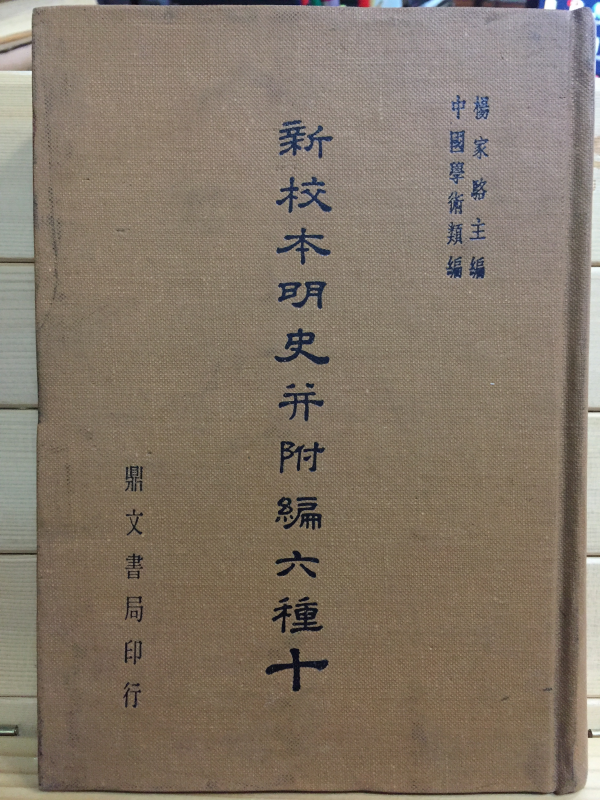 楊家駱主編
中國學術類編
新校本明史并附編六種十
鼎文書局印行